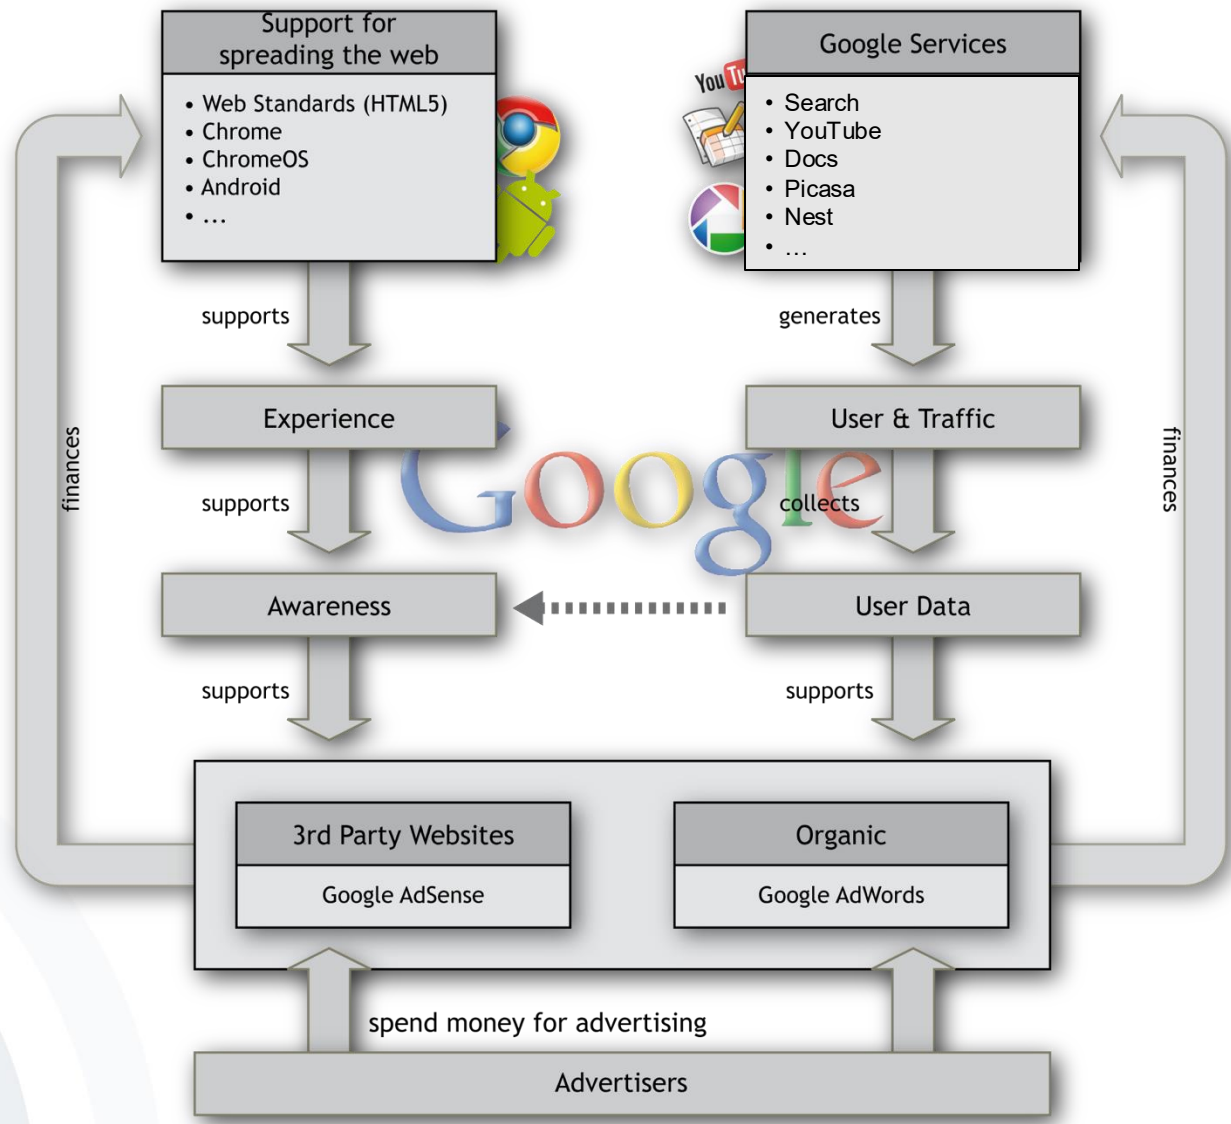 Support for
spreading the web
• Web Standards (HTML5)
• Chrome
• ChromeOS
• Android
• ...
Google Services
You Tu
• Search
• YouTube
• Docs
• Picasa
• Nest
• ...
supports
generates
Experience
User & Traffic
finances
finances
Google
supports
collects
Awareness
User Data
supports
supports
3rd Party Websites
Google AdSense
Organic
Google AdWords
spend money for advertising
Advertisers